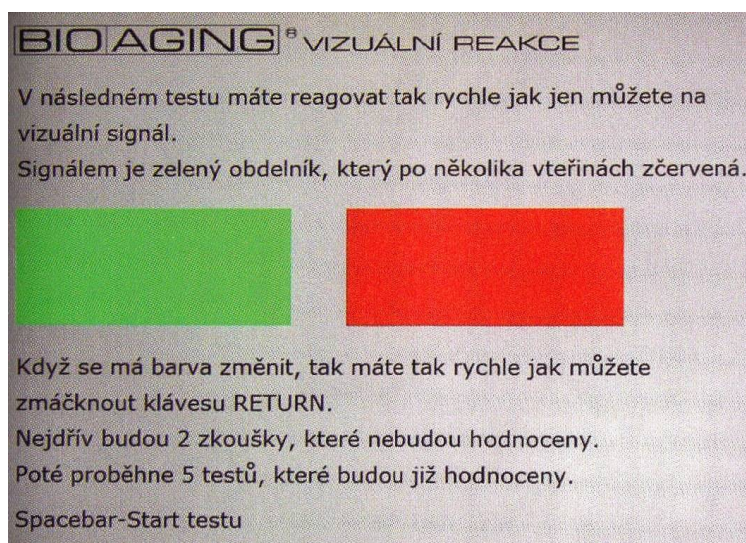 BIO AGING® VIZUÁLNÍ REAKCE
V následném testu máte reagovat tak rychle jak jen můžete na
vizuální signál.
Signálem je zelený obdelník, který po několika vteřinách zčervená.
Když se má barva změnit, tak máte tak rychle jak můžete
zmáčknout klávesu RETURN.
Nejdřív budou 2 zkoušky, které nebudou hodnoceny.
Poté proběhne 5 testů, které budou již hodnoceny.
Spacebar-Start testu